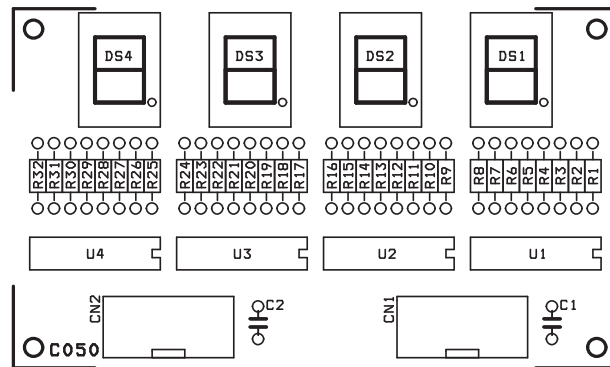 DS4 DS3 DS2 DS1
R32 R31 R30 R29 R28 R27 R26 R25 R24 R23 R22 R21 R20 R19 R18 R17 R16 R15 R14 R13 R12 R11 R10 R9 R8 R7 R6 R5 R4 R3 R2 R1
U4 U3 U2 U1
CN2 C2 CN1 C1
C050